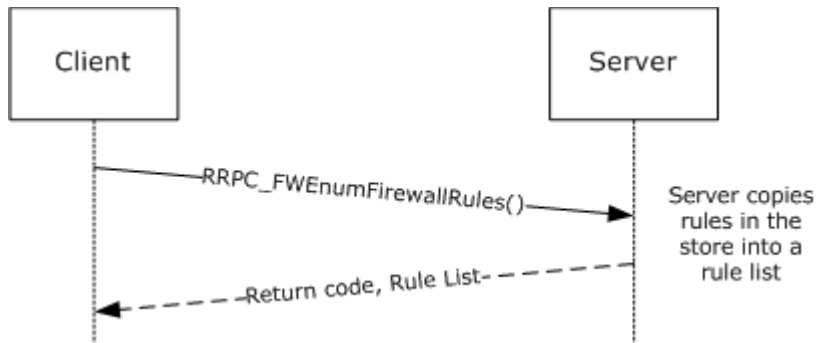 Client
Server
RRPC_FWEnumFirewallRules()
Server copies
rules in the
store into a
rule list
Return code, Rule List